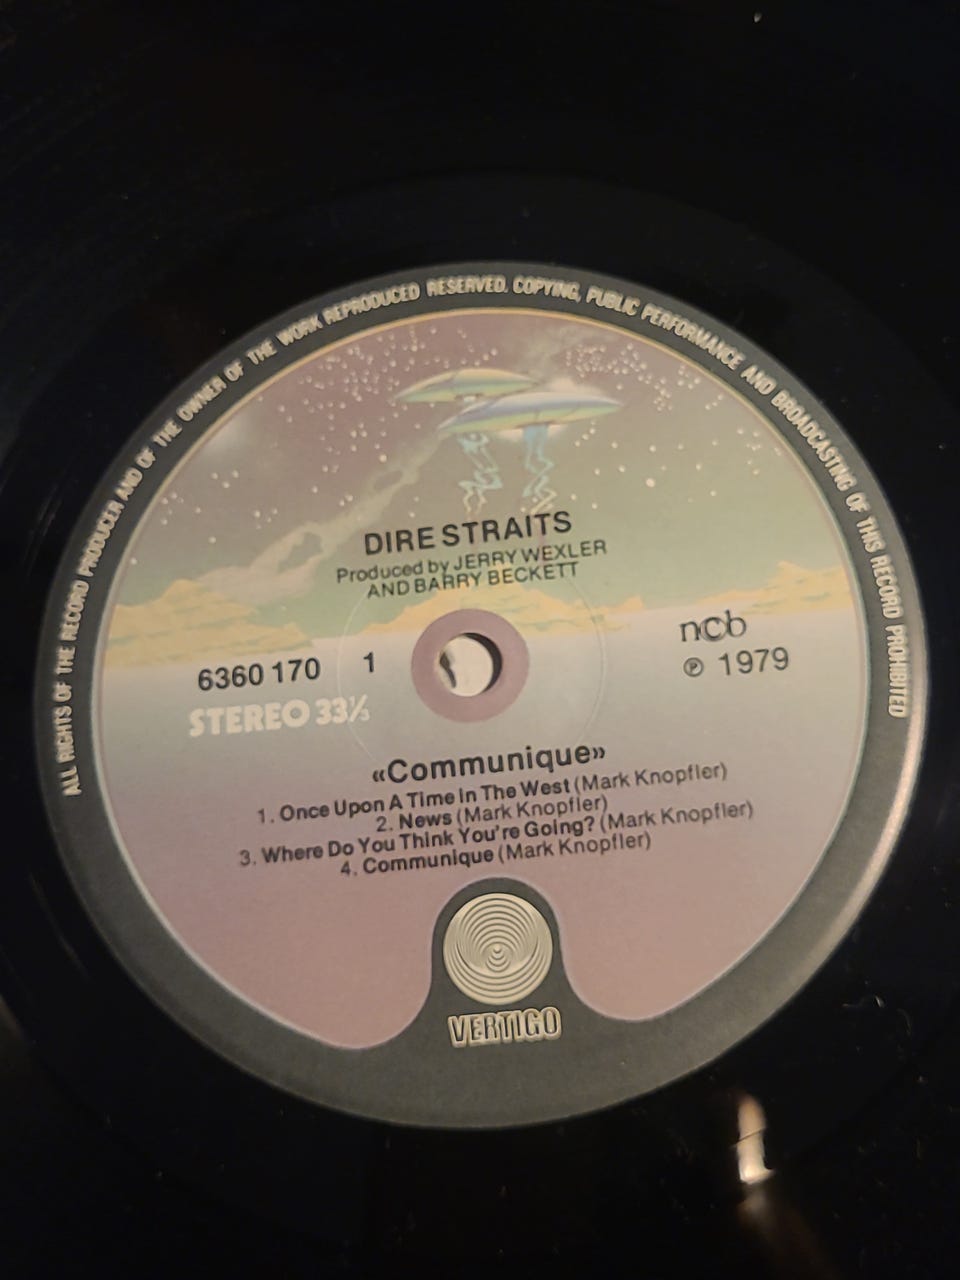 ALL RIGHTS OF THE RECORD PRODUCER AND OF THE OWNER OF THE WORK REPRODUCED RESERVED. COPYING, PUBLIC PERFORMANCE AND BROADCASTING OF THIS RECORD PROHIBITED
DIRE STRAITS
Produced by JERRY WEXLER
AND BARRY BECKETT
6360 170 1
STEREO 33⅓
ncb
℗ 1979
«Communique»
1. Once Upon A Time In The West (Mark Knopfler)
2. News (Mark Knopfler)
3. Where Do You Think You're Going? (Mark Knopfler)
4. Communique (Mark Knopfler)
VERTIGO